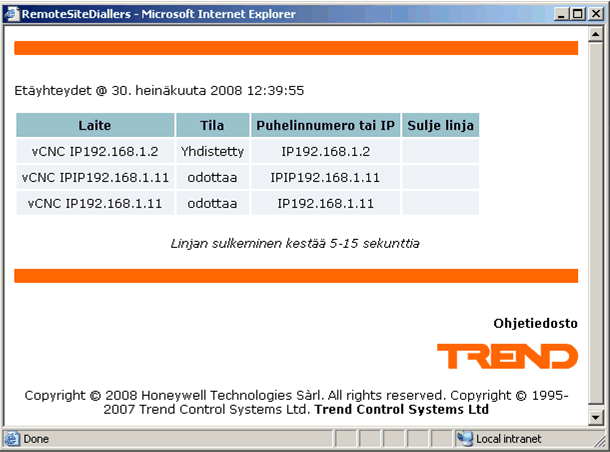 RemoteSiteDiallers - Microsoft Internet Explorer
Etäyhteydet @ 30. heinäkuuta 2008 12:39:55
Laite Tila Puhelinnumero tai IP Sulje linja
vCNC IP192.168.1.2 Yhdistetty IP192.168.1.2
vCNC IPIP192.168.1.11 odottaa IPIP192.168.1.11
vCNC IP192.168.1.11 odottaa IP192.168.1.11
Linjan sulkeminen kestää 5-15 sekunttia
Ohjetiedosto
TREND
Copyright © 2008 Honeywell Technologies Sàrl. All rights reserved. Copyright © 1995-
2007 Trend Control Systems Ltd. Trend Control Systems Ltd
Done Local intranet